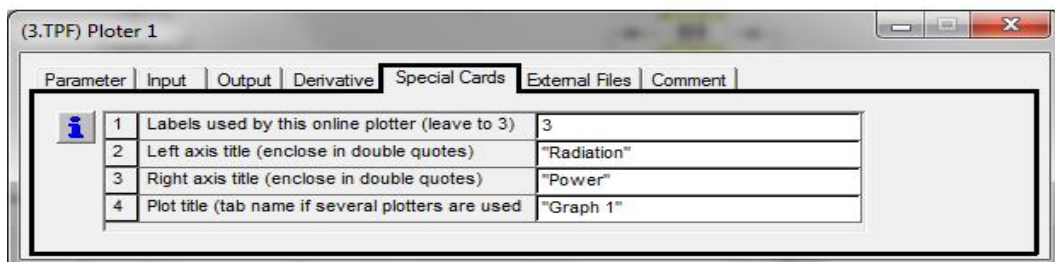 (3.TPF) Ploter 1
Parameter Input Output Derivative Special Cards External Files Comment
i 1 Labels used by this online plotter (leave to 3) 3
2 Left axis title (enclose in double quotes) "Radiation"
3 Right axis title (enclose in double quotes) "Power"
4 Plot title (tab name if several plotters are used "Graph 1"